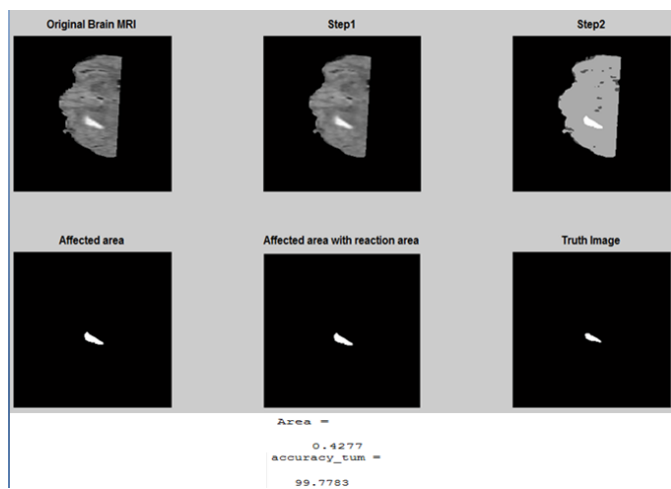 Original Brain MRI
Step1
Step2
Affected area
Affected area with reaction area
Truth Image
Area =
0.4277
accuracy_tum =
99.7783